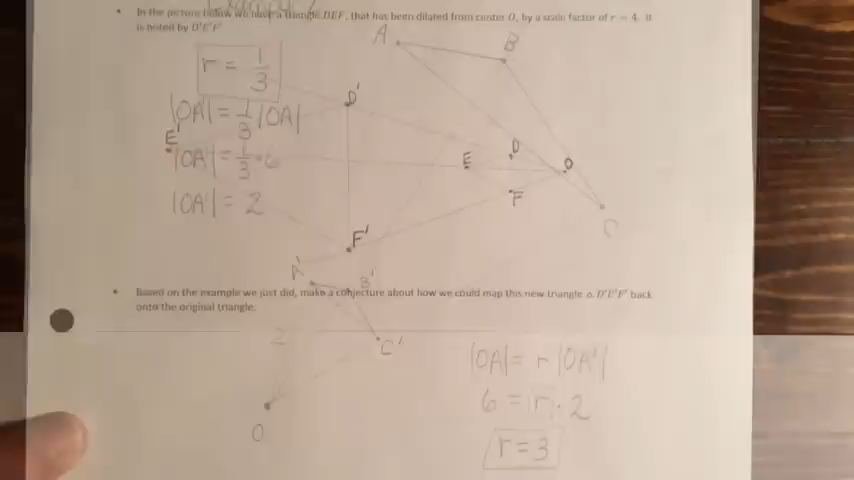 • In the picture below we have a triangle DEF, that has been dilated from center O, by a scale factor of r = 4. It
is noted by D'E'F'
A
B
r = 1/3
D'
|OA'| = 1/3 |OA|
E'
|OA'| = 1/3 · 6
D
E
O
|OA'| = 2
F
C
F'
A'
B'
• Based on the example we just did, make a conjecture about how we could map this new triangle △ D'E'F' back
onto the original triangle.
2
C'
|OA| = r |OA'|
6 = r · 2
O
r = 3